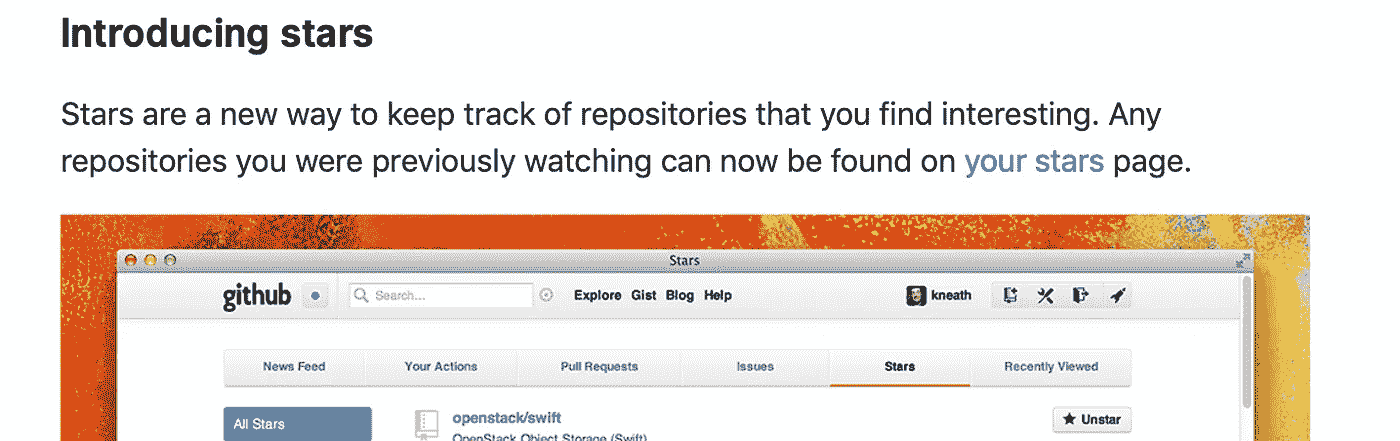 Introducing stars
Stars are a new way to keep track of repositories that you find interesting. Any
repositories you were previously watching can now be found on your stars page.
Stars
github
Search...
Explore Gist Blog Help
kneath
News Feed
Your Actions
Pull Requests
Issues
Stars
Recently Viewed
All Stars
openstack/swift
Unstar
OpenStack Object Storage (Swift)